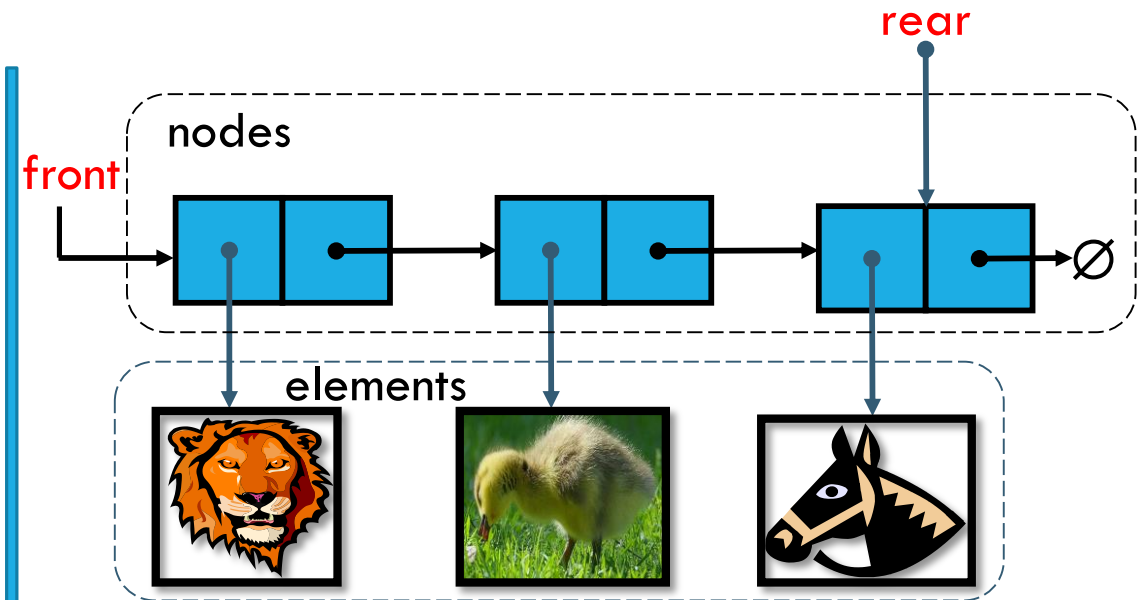 rear
nodes
front
∅
elements